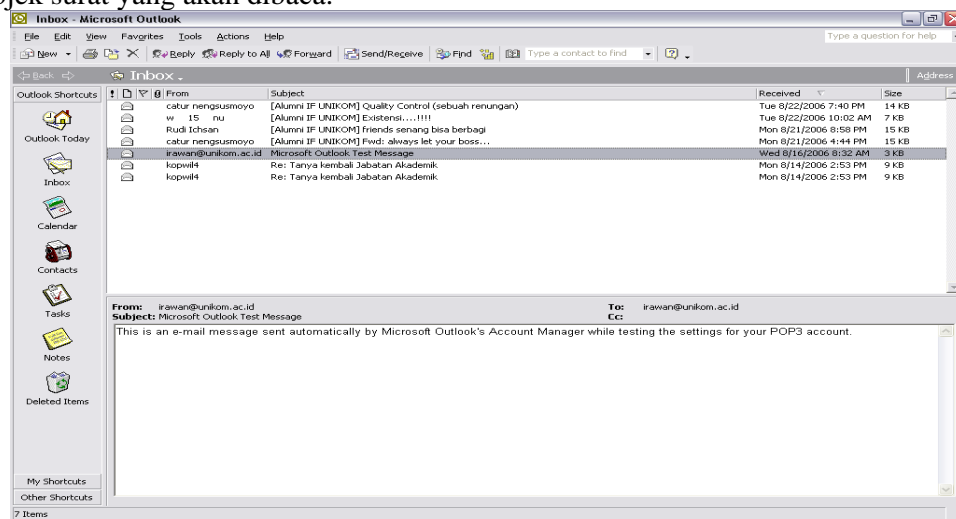 ojek surat yang akan dibaca.
Inbox - Microsoft Outlook
File Edit View Favorites Tools Actions Help Type a question for help
New Reply Reply to All Forward Send/Receive Find Type a contact to find
Back Inbox Address
Outlook Shortcuts ! From Subject Received Size
catur nengsusmoyo [Alumni IF UNIKOM] Quality Control (sebuah renungan) Tue 8/22/2006 7:40 PM 14 KB
w 15 nu [Alumni IF UNIKOM] Existensi....!!!! Tue 8/22/2006 10:02 AM 7 KB
Rudi Ichsan [Alumni IF UNIKOM] friends senang bisa berbagi Mon 8/21/2006 8:58 PM 15 KB
catur nengsusmoyo [Alumni IF UNIKOM] Fwd: always let your boss... Mon 8/21/2006 4:44 PM 15 KB
irawan@unikom.ac.id Microsoft Outlook Test Message Wed 8/16/2006 8:32 AM 3 KB
kopwil4 Re: Tanya kembali Jabatan Akademik Mon 8/14/2006 2:53 PM 9 KB
kopwil4 Re: Tanya kembali Jabatan Akademik Mon 8/14/2006 2:53 PM 9 KB
Outlook Today
Inbox
Calendar
Contacts
Tasks
Notes
Deleted Items
My Shortcuts
Other Shortcuts
From: irawan@unikom.ac.id To: irawan@unikom.ac.id
Subject: Microsoft Outlook Test Message Cc:
This is an e-mail message sent automatically by Microsoft Outlook's Account Manager while testing the settings for your POP3 account.
7 Items